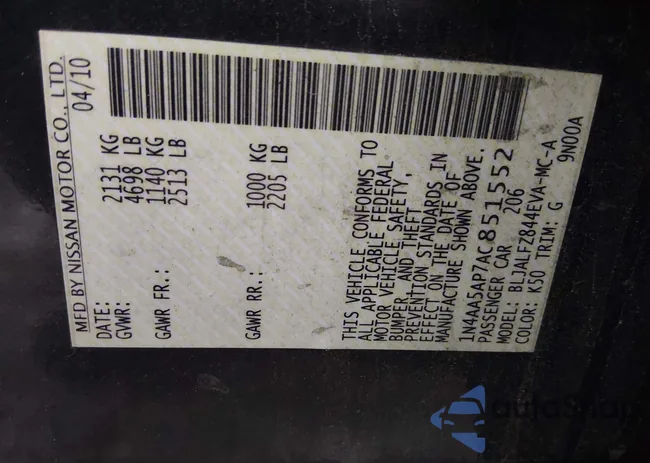 MFD BY NISSAN MOTOR CO., LTD.
DATE: 04/10
GVWR: 2131 KG
4698 LB
GAWR FR.: 1140 KG
2513 LB
GAWR RR.: 1000 KG
2205 LB
THIS VEHICLE CONFORMS TO
ALL APPLICABLE FEDERAL
MOTOR VEHICLE SAFETY,
BUMPER, AND THEFT
PREVENTION STANDARDS IN
EFFECT ON THE DATE OF
MANUFACTURE SHOWN ABOVE.
1N4AA5AP7AC851552
PASSENGER CAR 206
MODEL: BLJALFZ844EVA-MC-A
COLOR: K50 TRIM: G 9N00A